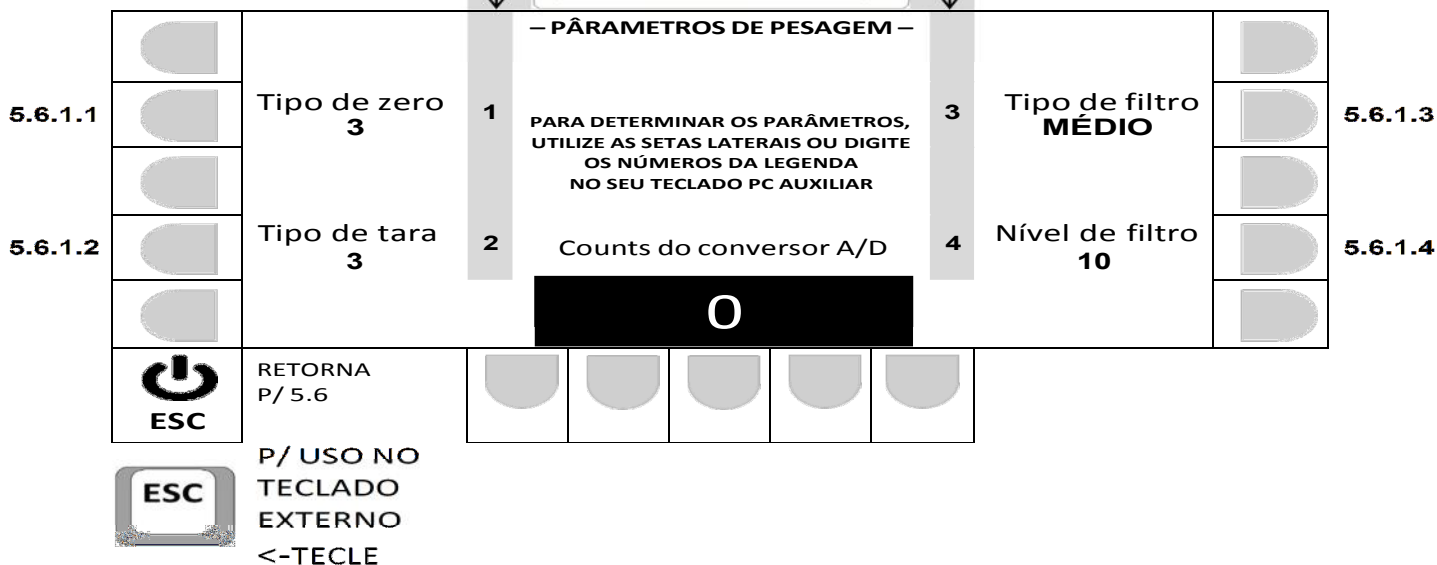 – PÂRAMETROS DE PESAGEM –
5.6.1.1
Tipo de zero
3
1
PARA DETERMINAR OS PARÂMETROS,
UTILIZE AS SETAS LATERAIS OU DIGITE
OS NÚMEROS DA LEGENDA
NO SEU TECLADO PC AUXILIAR
3
Tipo de filtro
MÉDIO
5.6.1.3
5.6.1.2
Tipo de tara
3
2
Counts do conversor A/D
0
4
Nível de filtro
10
5.6.1.4
ESC
RETORNA
P/ 5.6
ESC
P/ USO NO
TECLADO
EXTERNO
<-TECLE